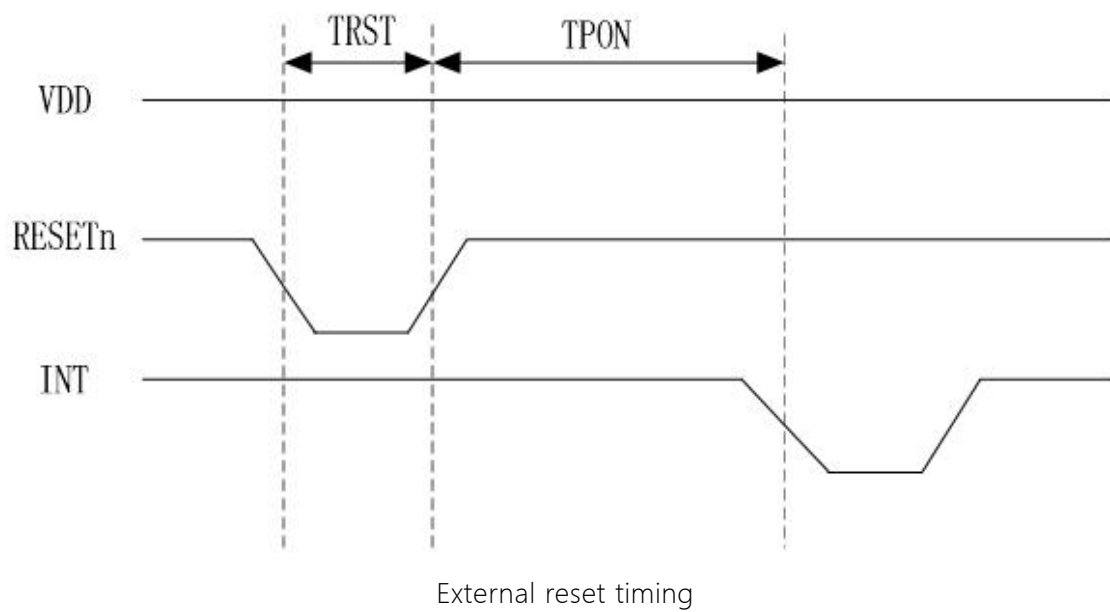 TRST
TPON
VDD
RESETn
INT
External reset timing